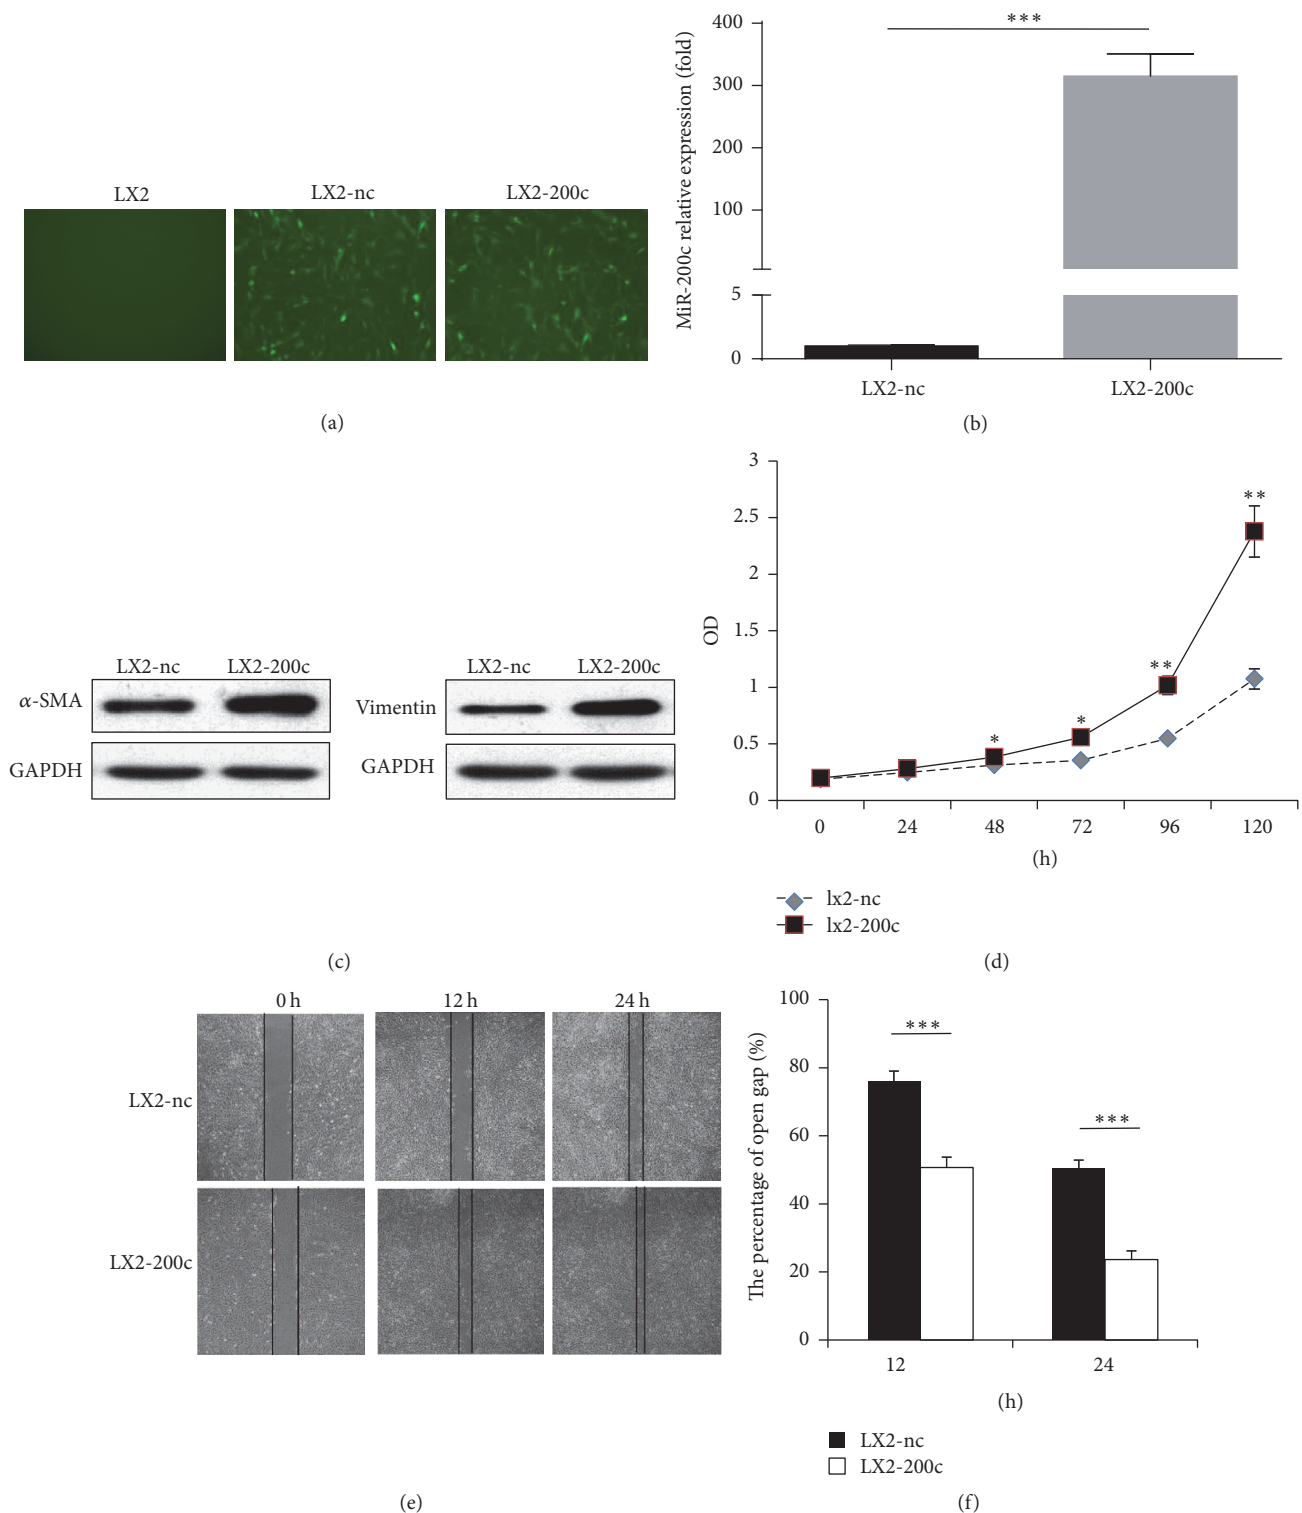 LX2 LX2-nc LX2-200c
(a)
MiR-200c relative expression (fold)
400
300
200
100
5
0
***
LX2-nc LX2-200c
(b)
LX2-nc LX2-200c
α-SMA
GAPDH
LX2-nc LX2-200c
Vimentin
GAPDH
(c)
OD
3
2.5
2
1.5
1
0.5
0
*
*
**
**
0 24 48 72 96 120
(h)
lx2-nc
lx2-200c
(d)
0 h 12 h 24 h
LX2-nc
LX2-200c
(e)
The percentage of open gap (%)
100
80
60
40
20
0
***
***
12 24
(h)
LX2-nc
LX2-200c
(f)